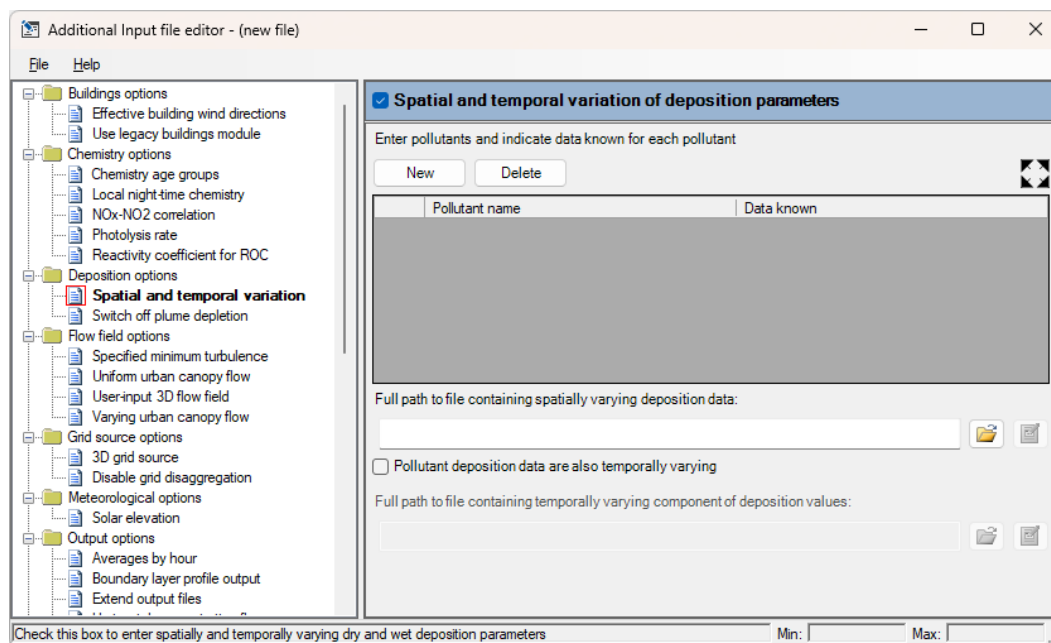 Additional Input file editor - (new file)
File Help
Buildings options
Effective building wind directions
Use legacy buildings module
Chemistry options
Chemistry age groups
Local night-time chemistry
NOx-NO2 correlation
Photolysis rate
Reactivity coefficient for ROC
Deposition options
Spatial and temporal variation
Switch off plume depletion
Flow field options
Specified minimum turbulence
Uniform urban canopy flow
User-input 3D flow field
Varying urban canopy flow
Grid source options
3D grid source
Disable grid disaggregation
Meteorological options
Solar elevation
Output options
Averages by hour
Boundary layer profile output
Extend output files
Spatial and temporal variation of deposition parameters
Enter pollutants and indicate data known for each pollutant
New Delete
Pollutant name Data known
Full path to file containing spatially varying deposition data:
Pollutant deposition data are also temporally varying
Full path to file containing temporally varying component of deposition values:
Check this box to enter spatially and temporally varying dry and wet deposition parameters Min: Max: